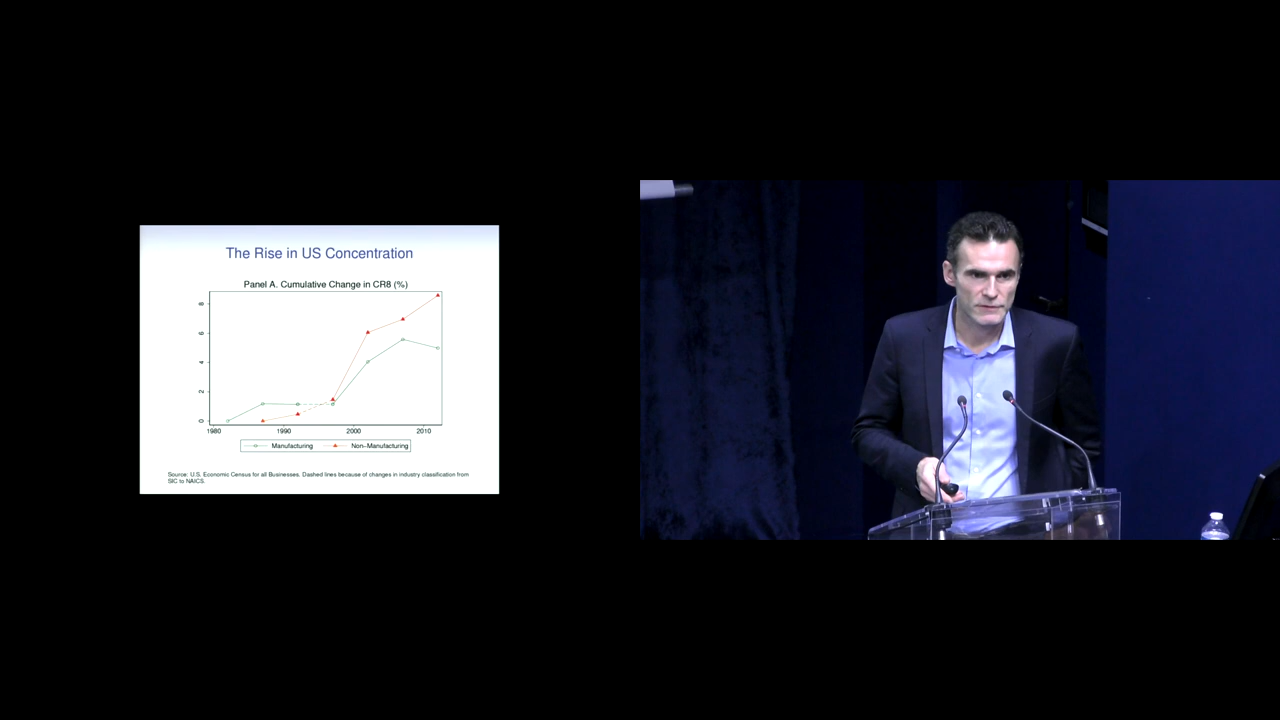 The Rise in US Concentration
Panel A. Cumulative Change in CR8 (%)
8
6
4
2
0
1980 1990 2000 2010
Manufacturing Non-Manufacturing
Source: U.S. Economic Census for all Businesses. Dashed lines because of changes in industry classification from
SIC to NAICS.